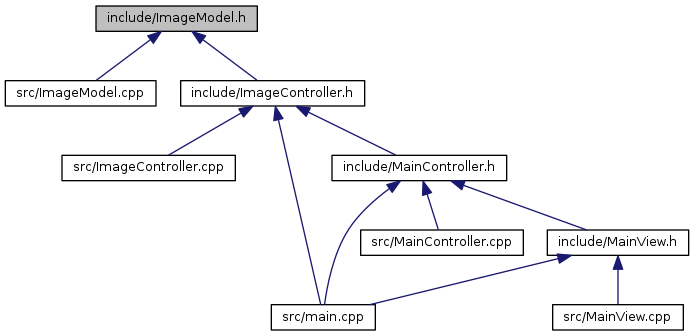 include/ImageModel.h
src/ImageModel.cpp
include/ImageController.h
src/ImageController.cpp
include/MainController.h
src/MainController.cpp
include/MainView.h
src/main.cpp
src/MainView.cpp